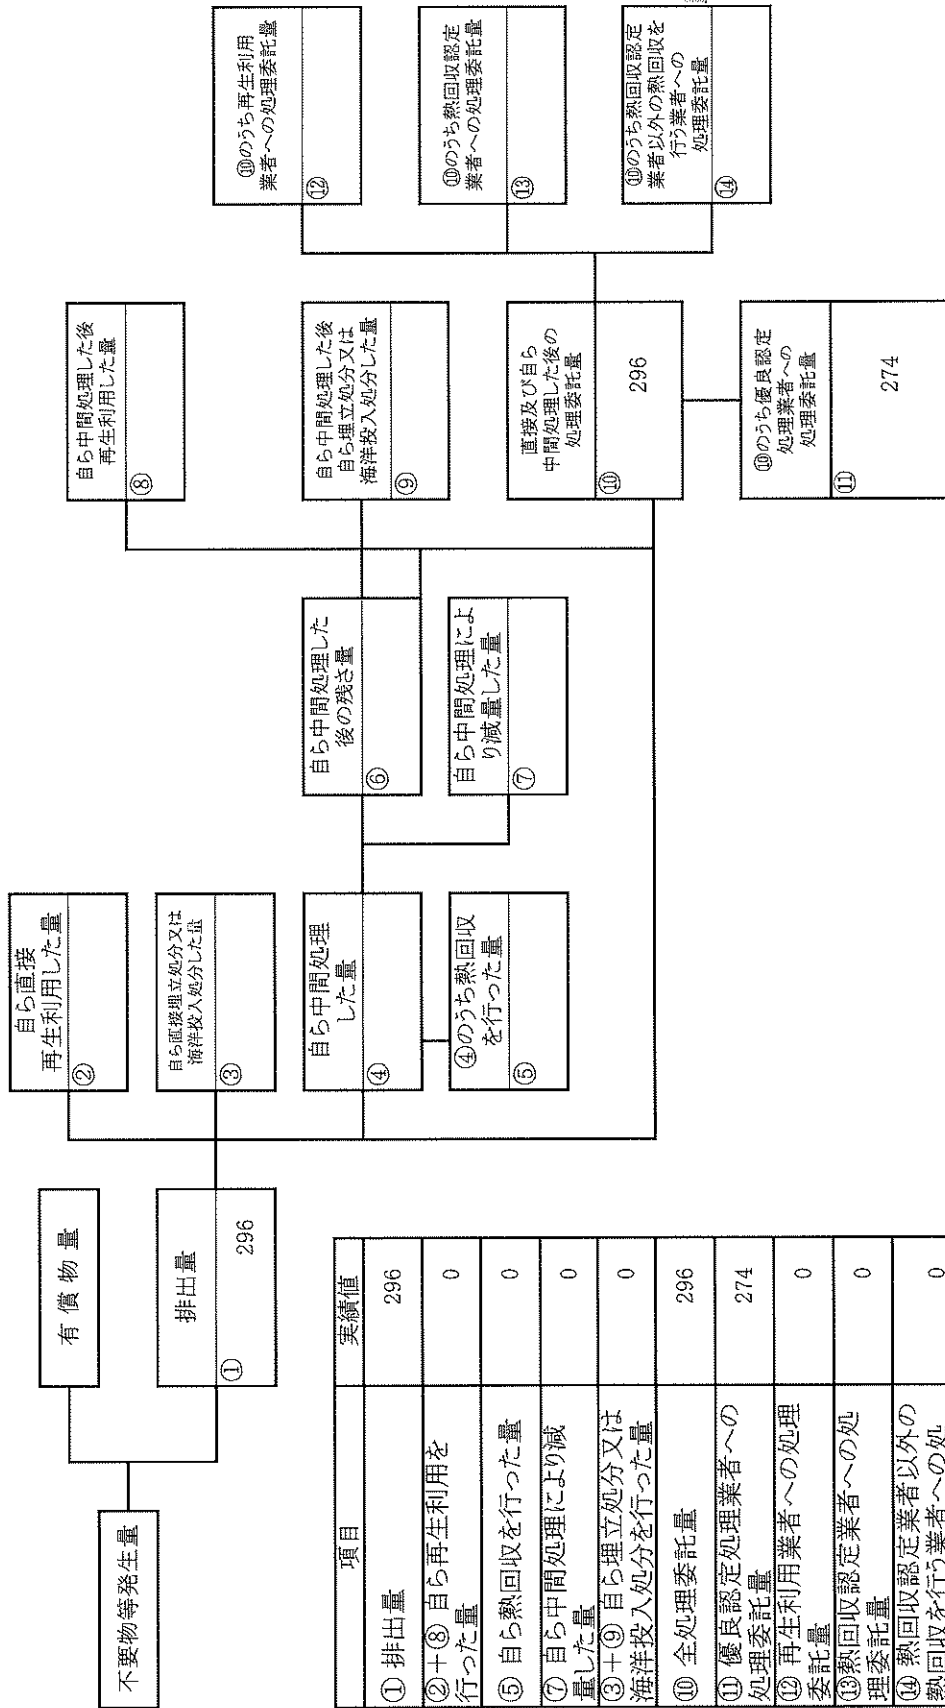 不要物等発生量
有償物量
排出量
①
296
自ら直接
再生利用した量
②
自ら直接埋立処分又は
海洋投入処分した量
③
自ら中間処理
した量
④
④のうち熱回収
を行った量
⑤
自ら中間処理した
後の残さ量
⑥
自ら中間処理によ
り減量した量
⑦
自ら中間処理した後
再生利用した量
⑧
自ら中間処理した後
自ら埋立処分又は
海洋投入処分した量
⑨
直接及び自ら
中間処理した後の
処理委託量
⑩
296
⑩のうち優良認定
処理業者への
処理委託量
⑪
274
⑩のうち再生利用
業者への処理委託量
⑫
⑩のうち熱回収認定
業者への処理委託量
⑬
⑩のうち熱回収認定
業者以外の熱回収を
行う業者への
処理委託量
⑭
項目 実績値
① 排出量 296
②+⑧ 自ら再生利用を
行った量 0
⑤ 自ら熱回収を行った量 0
⑦ 自ら中間処理により減
量した量 0
③+⑨ 自ら埋立処分又は
海洋投入処分を行った量 0
⑩ 全処理委託量 296
⑪ 優良認定処理業者への
処理委託量 274
⑫ 再生利用業者への処理
委託量 0
⑬熱回収認定業者への処
理委託量 0
⑭ 熱回収認定業者以外の
熱回収を行う業者への処 0